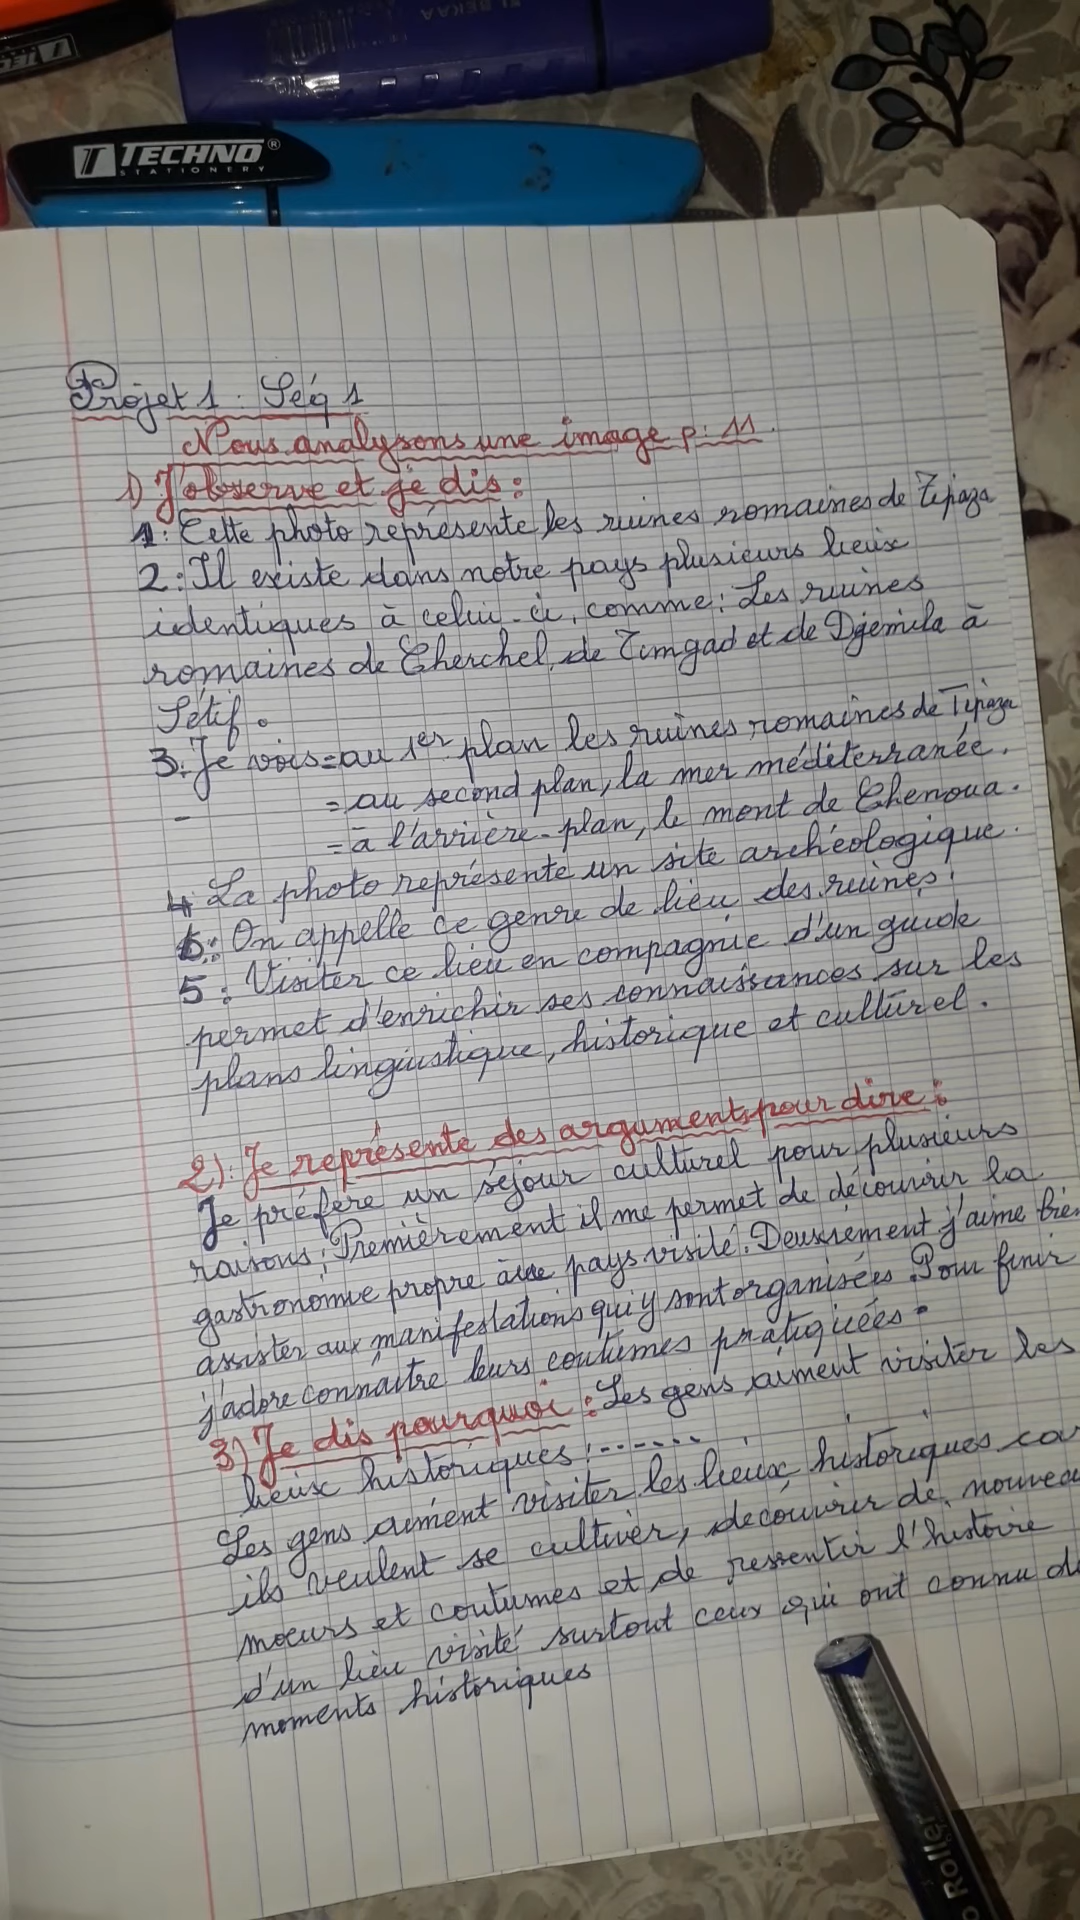 TECHNO®
STATIONERY
Projet 1 : Séq 1
Nous analysons une image p: 11.
1) J'observe et je dis :
1: Cette photo représente les ruines romaines de Tipaza
2: Il existe dans notre pays plusieurs lieux
identiques à celui-ci, comme : Les ruines
romaines de Cherchel, de Timgad et de Djémila à
Sétif.
3: Je vois = au 1er plan les ruines romaines de Tipaza
= au second plan, la mer méditerranée.
= à l'arrière-plan, le mont de Chenoua.
4: La photo représente un site archéologique.
6: On appelle ce genre de lieu des ruines.
5: Visiter ce lieu en compagnie d'un guide
permet d'enrichir ses connaissances sur les
plans linguistique, historique et culturel.
2): Je représente des arguments pour dire :
Je préfère un séjour culturel pour plusieurs
raisons ; Premièrement il me permet de découvrir la
gastronomie propre pays visité. Deuxsiément j'aime
assister aux manifestations qui y sont organisées. Pour finir
j'adore connaître leurs coutumes pratiquées.
3) Je dis pourquoi : Les gens aiment visiter les
lieux historiques :......
Les gens aiment visiter les lieux historiques car
ils veulent se cultiver, découvrir de nouvea
moeurs et coutumes et de ressentir l'histoire
d'un lieu visité surtout ceux qui ont connu
moments historiques
Roller